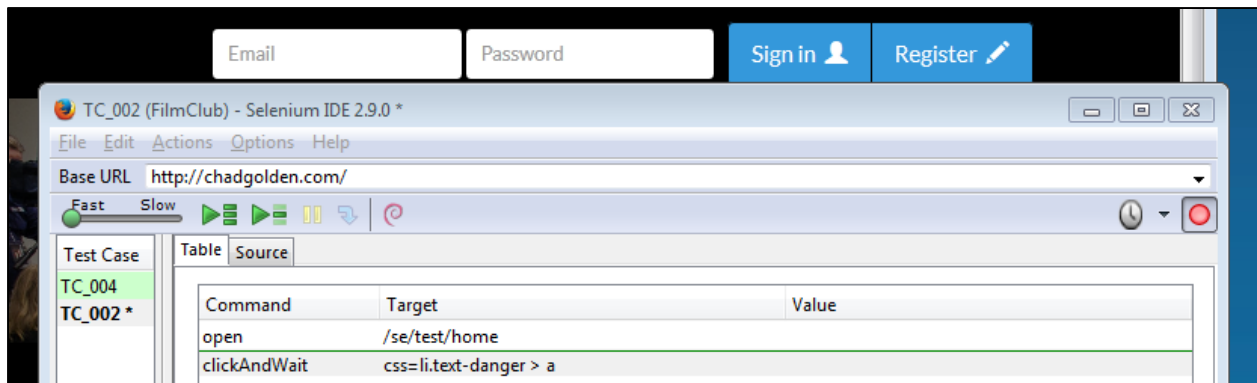 Email Password Sign in Register
TC_002 (FilmClub) - Selenium IDE 2.9.0 *
File Edit Actions Options Help
Base URL http://chadgolden.com/
Fast Slow
Test Case Table Source
TC_004
Command Target Value
TC_002 *
open /se/test/home
clickAndWait css=li.text-danger > a